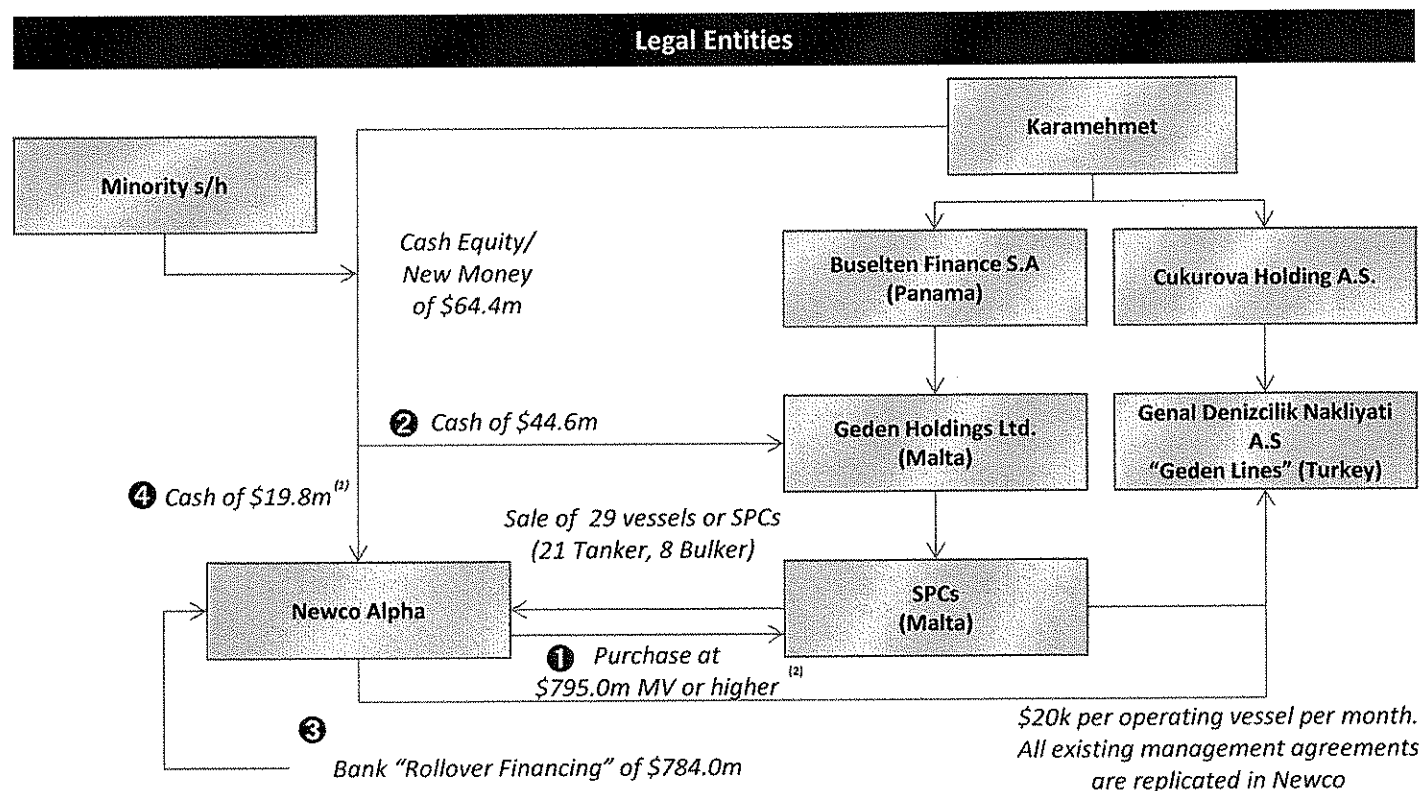 Legal Entities
Karamehmet
Minority s/h
Cash Equity/
New Money
of $64.4m
Buselten Finance S.A
(Panama)
Cukurova Holding A.S.
❷ Cash of $44.6m
Geden Holdings Ltd.
(Malta)
Genal Denizcilik Nakliyati
A.S
"Geden Lines" (Turkey)
❹ Cash of $19.8m (1)
Sale of 29 vessels or SPCs
(21 Tanker, 8 Bulker)
Newco Alpha
SPCs
(Malta)
❶ Purchase at
$795.0m MV or higher (2)
❸
Bank "Rollover Financing" of $784.0m
$20k per operating vessel per month.
All existing management agreements
are replicated in Newco